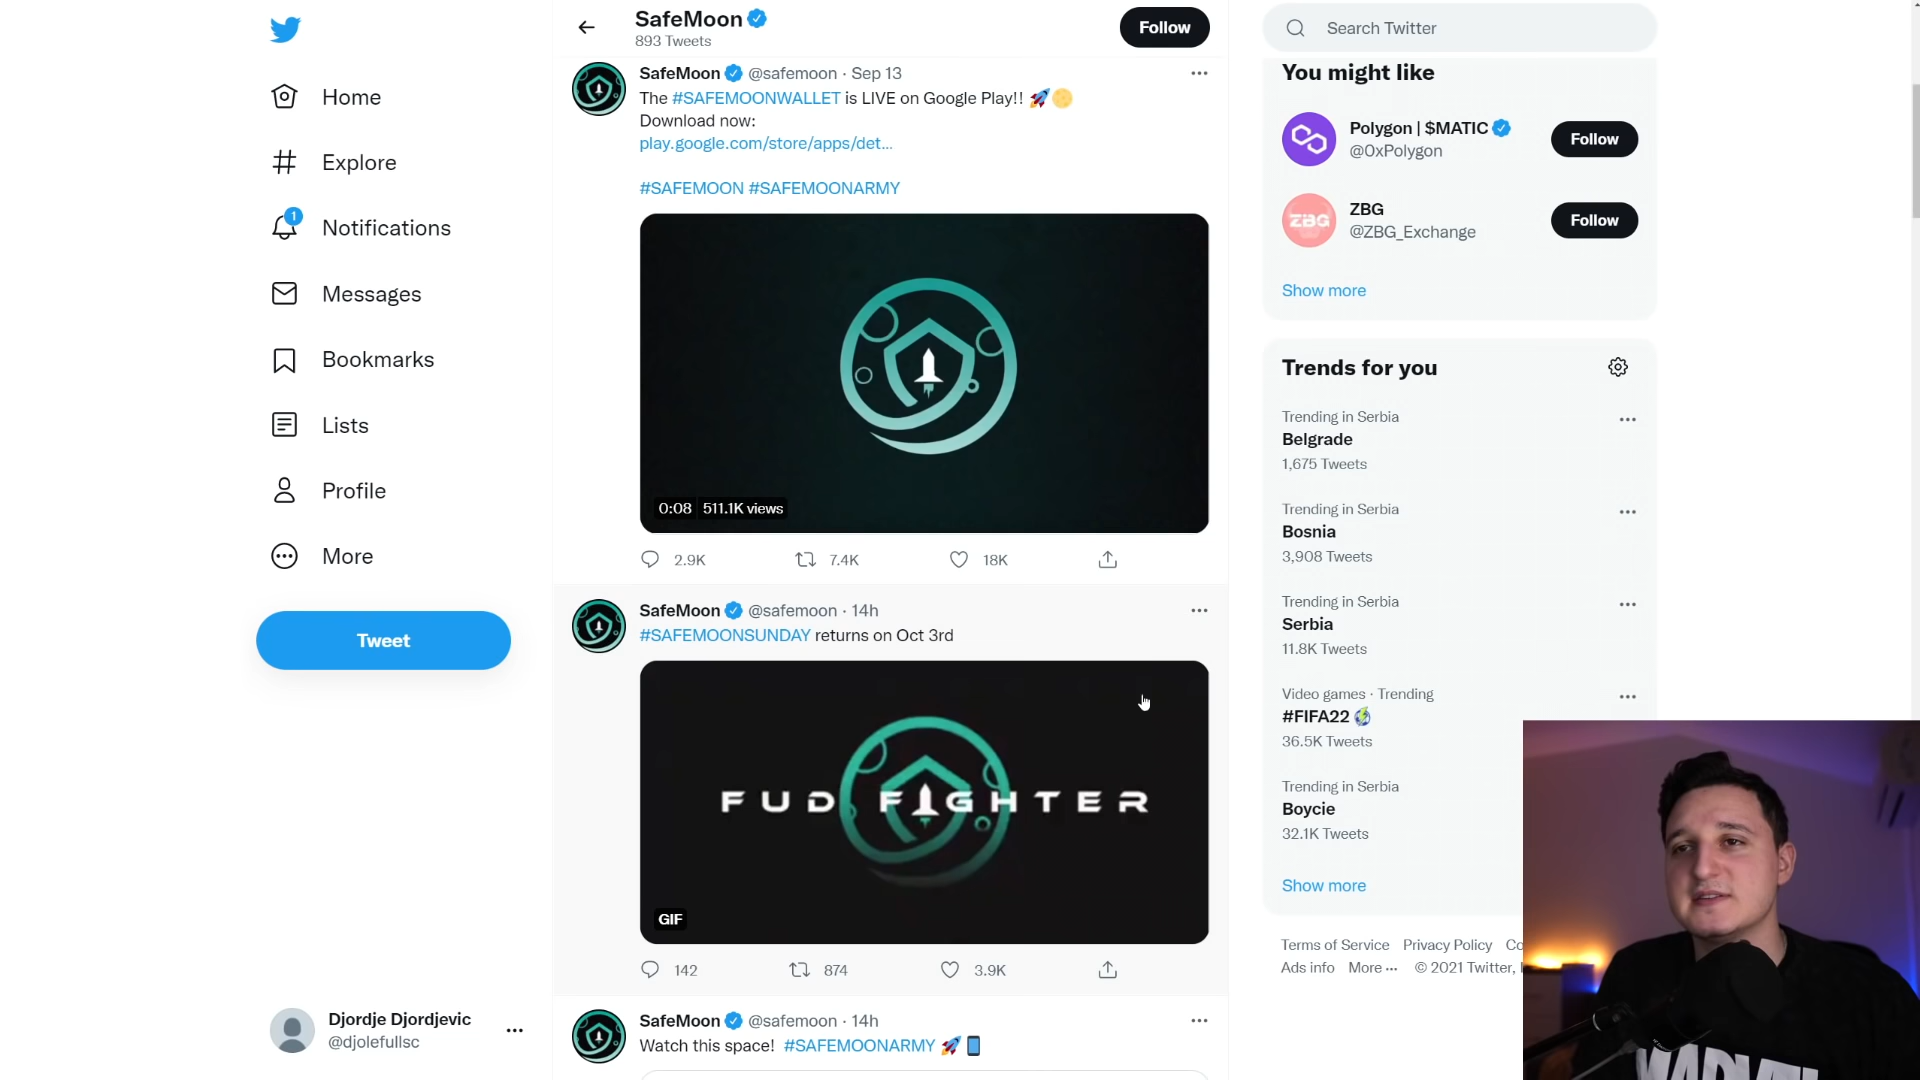 Home
Explore
1
Notifications
Messages
Bookmarks
Lists
Profile
More
Tweet
Djordje Djordjevic
@djolefullsc
SafeMoon
893 Tweets
Follow
SafeMoon @safemoon · Sep 13
The #SAFEMOONWALLET is LIVE on Google Play!! 🚀🌕
Download now:
play.google.com/store/apps/det...
#SAFEMOON #SAFEMOONARMY
0:08 511.1K views
2.9K 7.4K 18K
SafeMoon @safemoon · 14h
#SAFEMOONSUNDAY returns on Oct 3rd
FUD FIGHTER
GIF
142 874 3.9K
SafeMoon @safemoon · 14h
Watch this space! #SAFEMOONARMY 🚀📱
Search Twitter
You might like
Polygon | $MATIC
@0xPolygon
Follow
ZBG
ZBG
@ZBG_Exchange
Follow
Show more
Trends for you
Trending in Serbia
Belgrade
1,675 Tweets
Trending in Serbia
Bosnia
3,908 Tweets
Trending in Serbia
Serbia
11.8K Tweets
Video games · Trending
#FIFA22
36.5K Tweets
Trending in Serbia
Boycie
32.1K Tweets
Show more
Terms of Service Privacy Policy
Ads info More ... © 2021 Twitter,